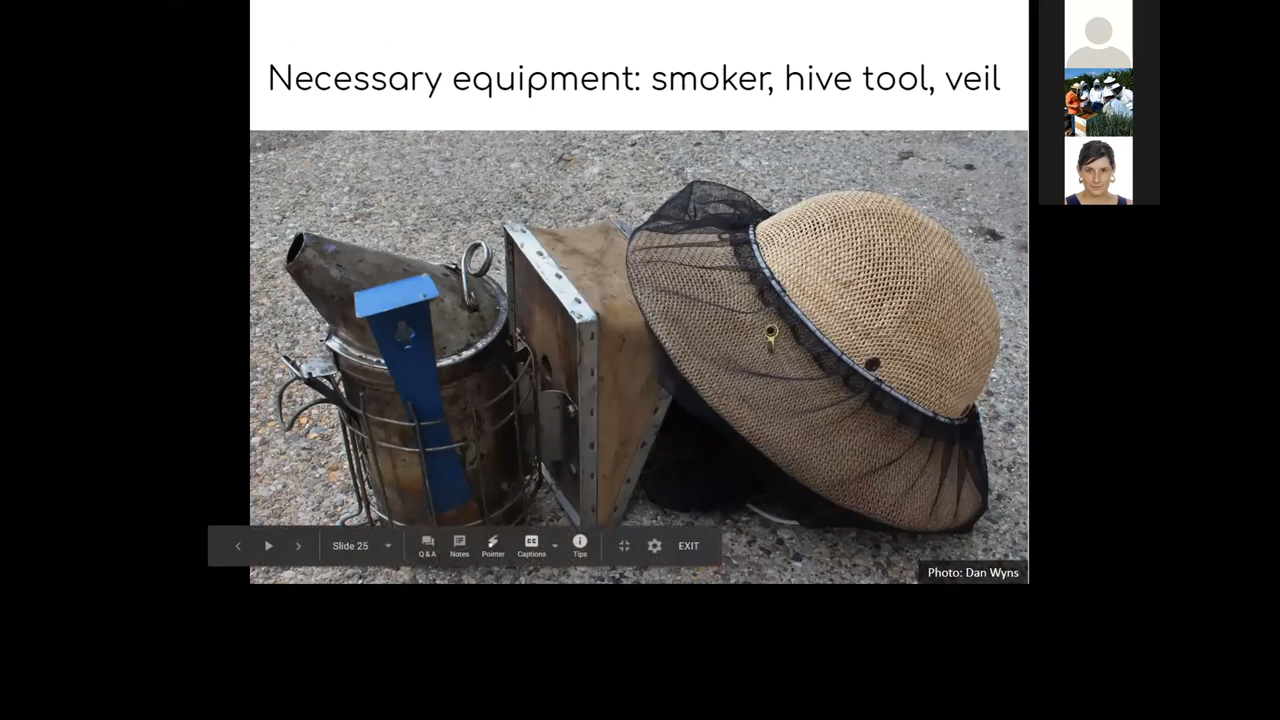 Necessary equipment: smoker, hive tool, veil
Slide 25
Q & A
Notes
Pointer
Captions
Tips
EXIT
Photo: Dan Wyns